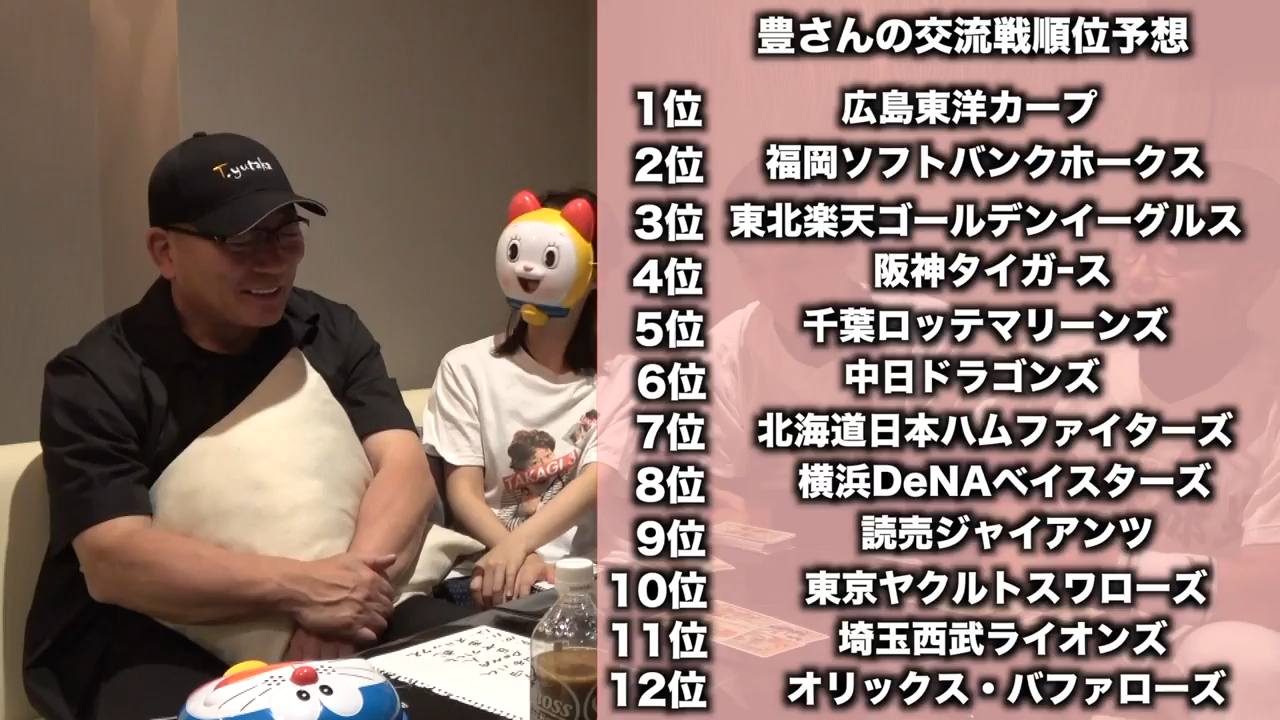 豊さんの交流戦順位予想
1位 広島東洋カープ
2位 福岡ソフトバンクホークス
3位 東北楽天ゴールデンイーグルス
4位 阪神タイガース
5位 千葉ロッテマリーンズ
6位 中日ドラゴンズ
7位 北海道日本ハムファイターズ
8位 横浜DeNAベイスターズ
9位 読売ジャイアンツ
10位 東京ヤクルトスワローズ
11位 埼玉西武ライオンズ
12位 オリックス・バファローズ
T.yutaka
TAKAGI
BOSS